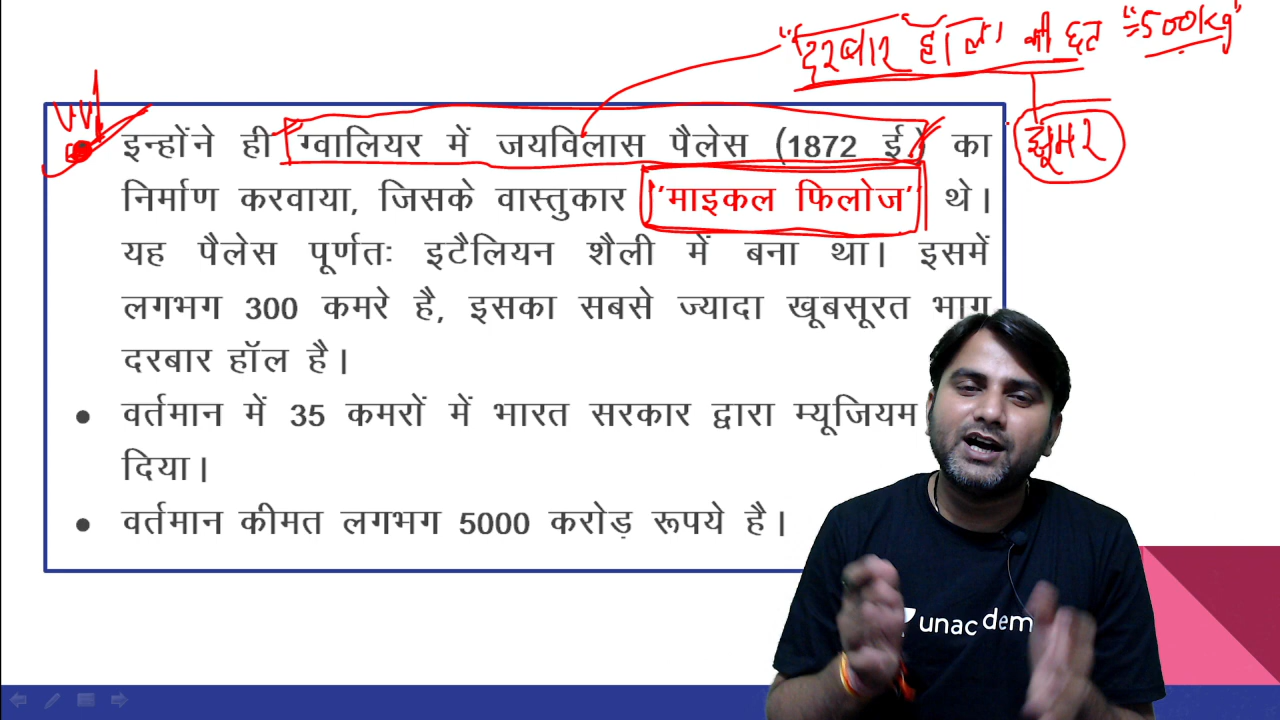 "दरबार हॉल" की छत "=500Kg"
झूमर
VVI
• इन्होंने ही ग्वालियर में जयविलास पैलेस (1872 ई.) का
निर्माण करवाया, जिसके वास्तुकार "माइकल फिलोज" थे।
यह पैलेस पूर्णतः इटैलियन शैली में बना था। इसमें
लगभग 300 कमरे है, इसका सबसे ज्यादा खूबसूरत भाग
दरबार हॉल है।
• वर्तमान में 35 कमरों में भारत सरकार द्वारा म्यूजियम
दिया।
• वर्तमान कीमत लगभग 5000 करोड़ रूपये है।
unacdem